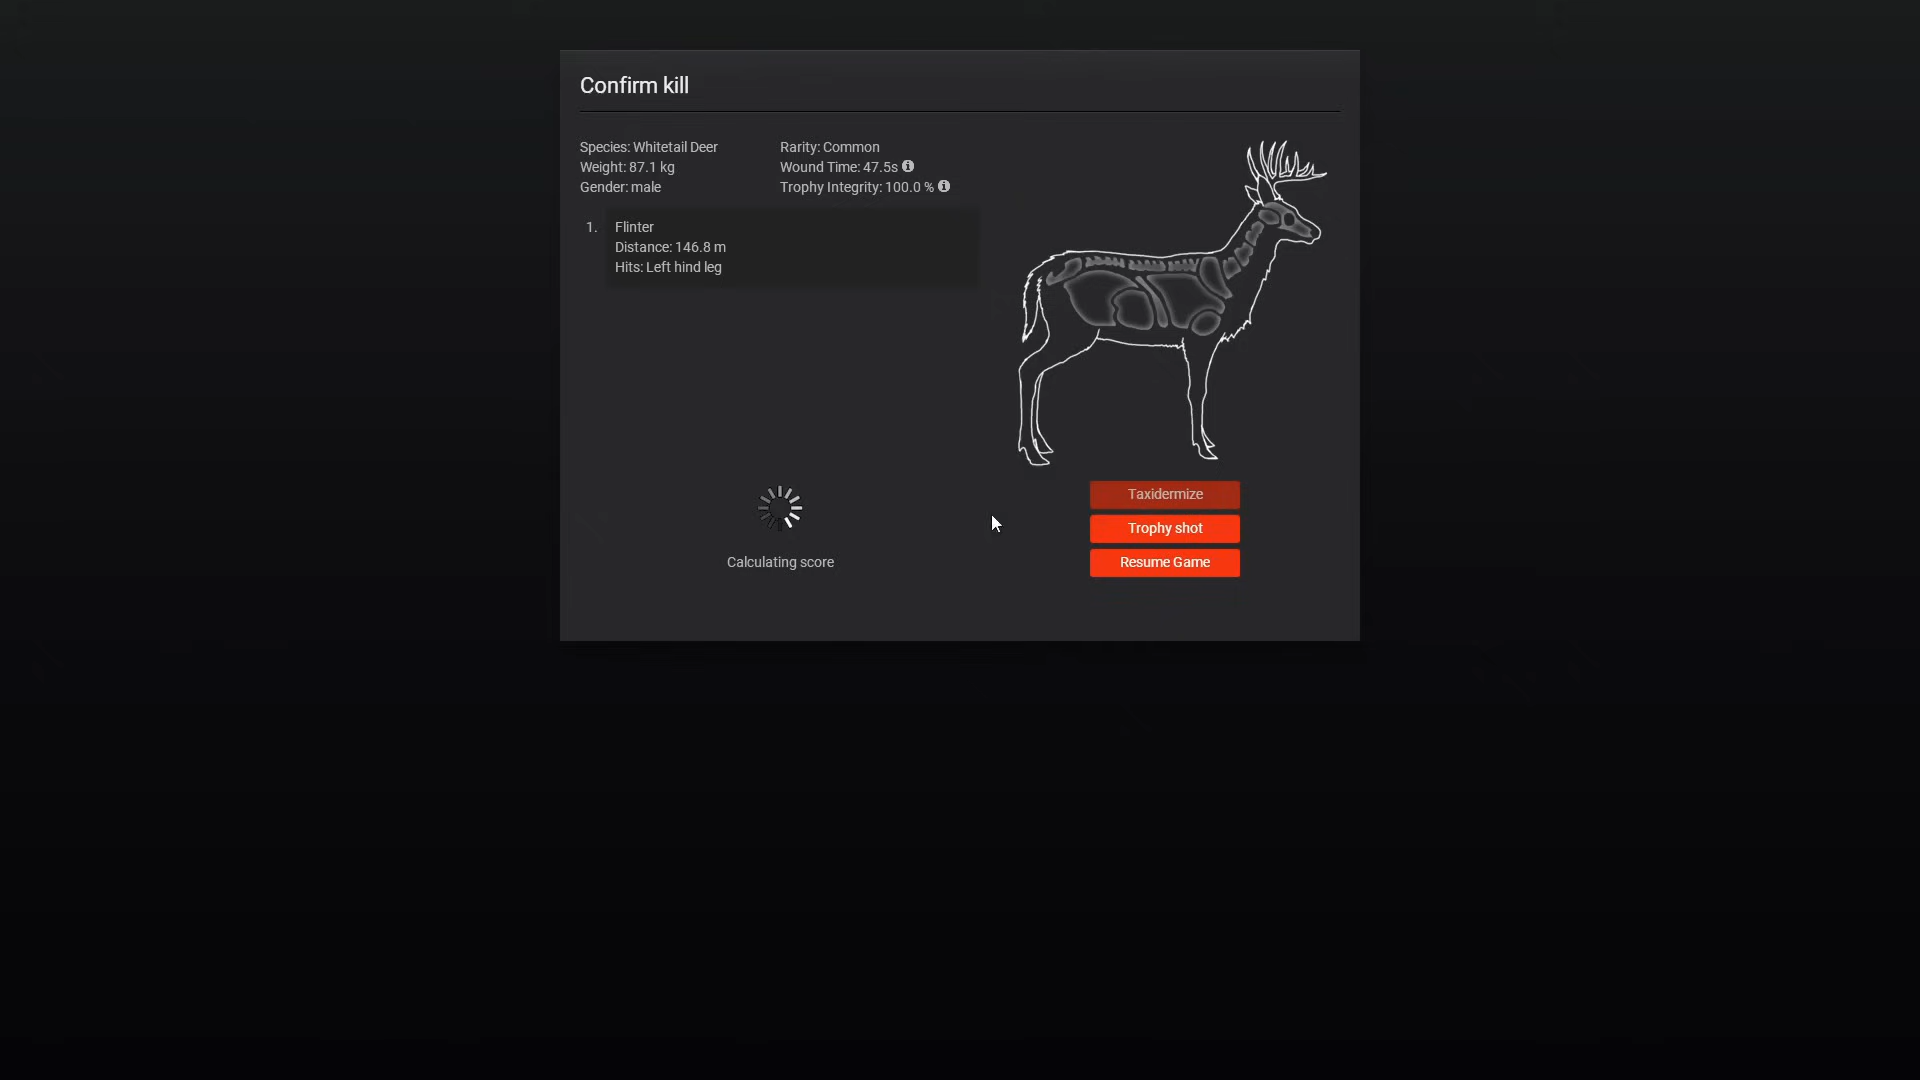 Confirm kill
Species: Whitetail Deer
Weight: 87.1 kg
Gender: male
Rarity: Common
Wound Time: 47.5s
Trophy Integrity: 100.0 %
1.
Flinter
Distance: 146.8 m
Hits: Left hind leg
Calculating score
Taxidermize
Trophy shot
Resume Game